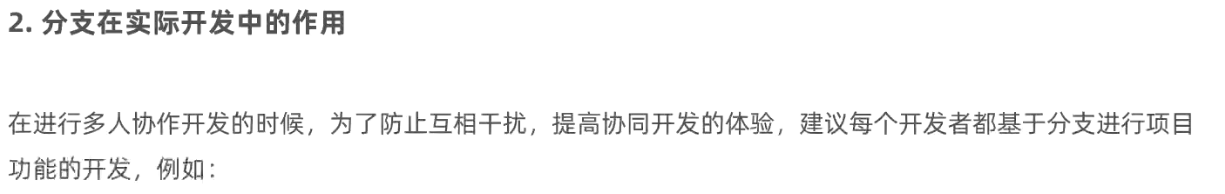 2. 分支在实际开发中的作用
在进行多人协作开发的时候，为了防止互相干扰，提高协同开发的体验，建议每个开发者都基于分支进行项目
功能的开发，例如：